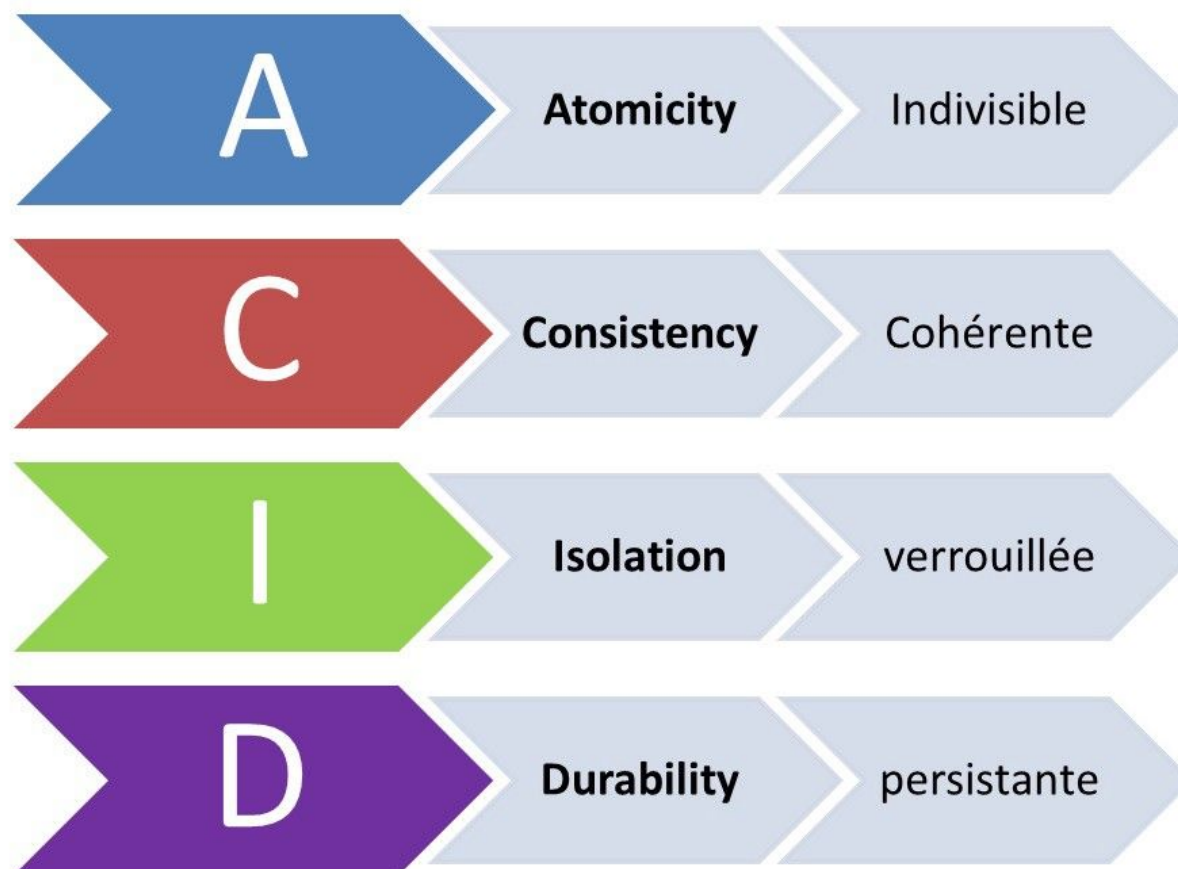 A Atomicity Indivisible
C Consistency Cohérente
I Isolation verrouillée
D Durability persistante